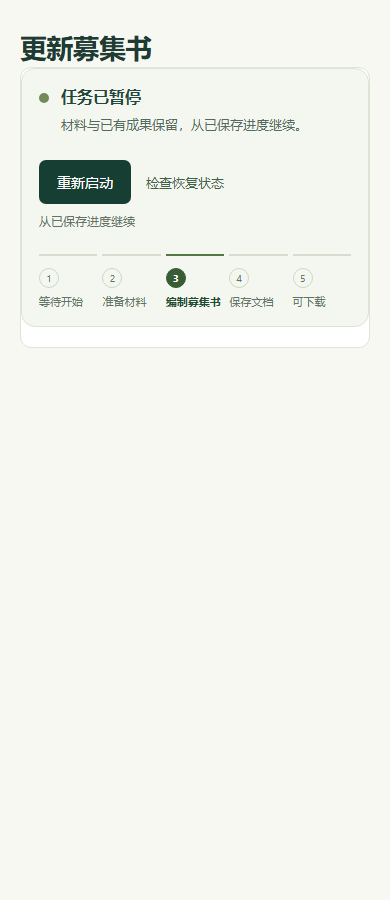 更新募集书
任务已暂停
材料与已有成果保留，从已保存进度继续。
重新启动 检查恢复状态
从已保存进度继续
1 2 3 4 5
等待开始 准备材料 编制募集书 保存文档 可下载